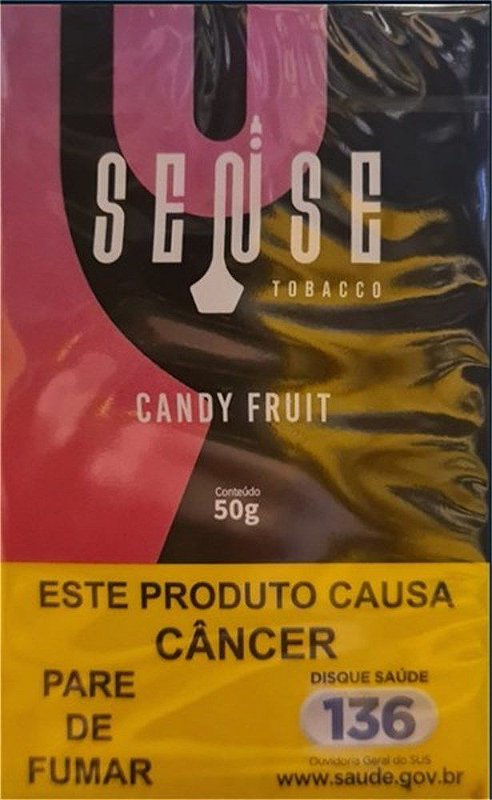 SENSE
TOBACCO
CANDY FRUIT
Conteúdo
50g
ESTE PRODUTO CAUSA
CÂNCER
PARE
DE
FUMAR
DISQUE SAÚDE
136
Ouvidoria Geral do SUS
www.saude.gov.br